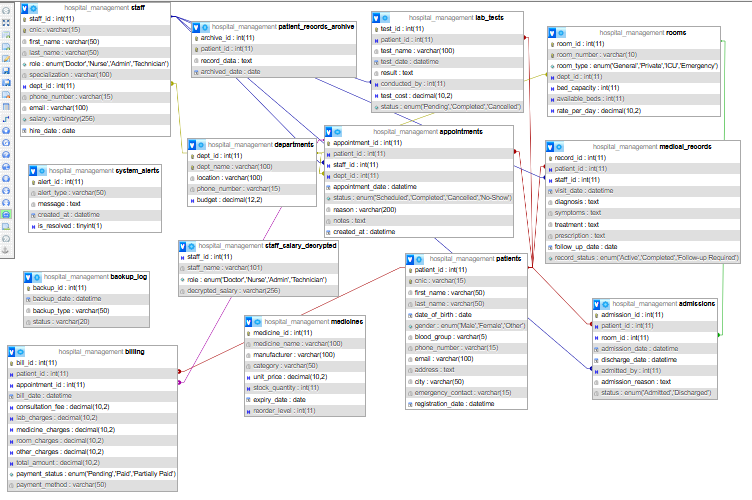 hospital_management staff
staff_id : int(11)
cnic : varchar(15)
first_name : varchar(50)
last_name : varchar(50)
role : enum('Doctor','Nurse','Admin','Technician')
specialization : varchar(100)
dept_id : int(11)
phone_number : varchar(15)
email : varchar(100)
salary : varbinary(256)
hire_date : date
hospital_management patient_records_archive
archive_id : int(11)
patient_id : int(11)
record_data : text
archived_date : date
hospital_management lab_tests
test_id : int(11)
patient_id : int(11)
test_name : varchar(100)
test_date : datetime
result : text
conducted_by : int(11)
test_cost : decimal(10,2)
status : enum('Pending','Completed','Cancelled')
hospital_management rooms
room_id : int(11)
room_number : varchar(10)
room_type : enum('General','Private','ICU','Emergency')
dept_id : int(11)
bed_capacity : int(11)
available_beds : int(11)
rate_per_day : decimal(10,2)
hospital_management departments
dept_id : int(11)
dept_name : varchar(100)
location : varchar(100)
phone_number : varchar(15)
budget : decimal(12,2)
hospital_management appointments
appointment_id : int(11)
patient_id : int(11)
staff_id : int(11)
dept_id : int(11)
appointment_date : datetime
status : enum('Scheduled','Completed','Cancelled','No-Show')
reason : varchar(200)
notes : text
created_at : datetime
hospital_management medical_records
record_id : int(11)
patient_id : int(11)
staff_id : int(11)
visit_date : datetime
diagnosis : text
symptoms : text
treatment : text
prescription : text
follow_up_date : date
record_status : enum('Active','Completed','Follow-up Required')
hospital_management system_alerts
alert_id : int(11)
alert_type : varchar(50)
message : text
created_at : datetime
is_resolved : tinyint(1)
hospital_management staff_salary_decrypted
staff_id : int(11)
staff_name : varchar(101)
role : enum('Doctor','Nurse','Admin','Technician')
decrypted_salary : varchar(256)
hospital_management patients
patient_id : int(11)
cnic : varchar(15)
first_name : varchar(50)
last_name : varchar(50)
date_of_birth : date
gender : enum('Male','Female','Other')
blood_group : varchar(5)
phone_number : varchar(15)
email : varchar(100)
address : text
city : varchar(50)
emergency_contact : varchar(15)
registration_date : datetime
hospital_management backup_log
backup_id : int(11)
backup_date : datetime
backup_type : varchar(50)
status : varchar(20)
hospital_management admissions
admission_id : int(11)
patient_id : int(11)
room_id : int(11)
admission_date : datetime
discharge_date : datetime
admitted_by : int(11)
admission_reason : text
status : enum('Admitted','Discharged')
hospital_management medicines
medicine_id : int(11)
medicine_name : varchar(100)
manufacturer : varchar(100)
category : varchar(50)
unit_price : decimal(10,2)
stock_quantity : int(11)
expiry_date : date
reorder_level : int(11)
hospital_management billing
bill_id : int(11)
patient_id : int(11)
appointment_id : int(11)
bill_date : datetime
consultation_fee : decimal(10,2)
lab_charges : decimal(10,2)
medicine_charges : decimal(10,2)
room_charges : decimal(10,2)
other_charges : decimal(10,2)
total_amount : decimal(10,2)
payment_status : enum('Pending','Paid','Partially Paid')
payment_method : varchar(50)